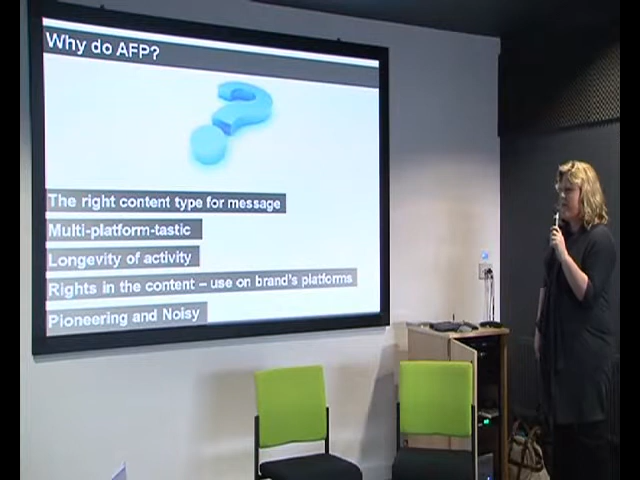 Why do AFP?
The right content type for message
Multi-platform-tastic
Longevity of activity
Rights in the content – use on brand's platforms
Pioneering and Noisy